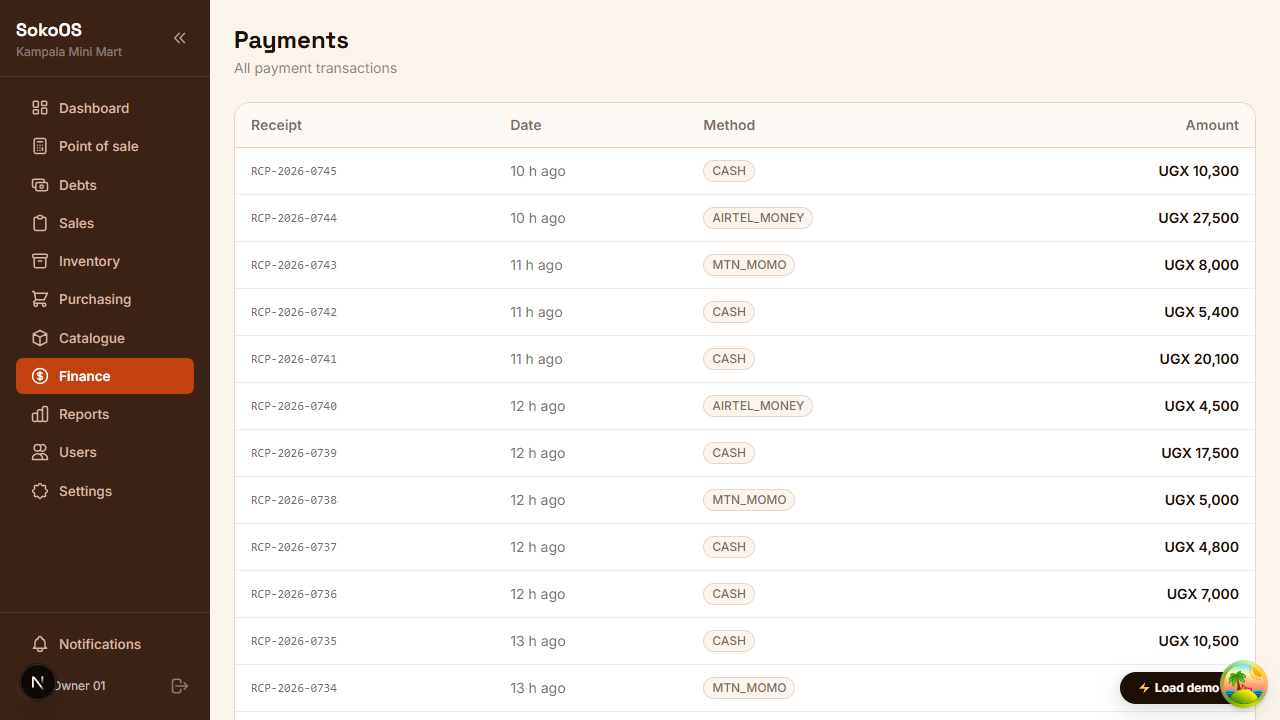 SokoOS
Kampala Mini Mart
Dashboard
Point of sale
Debts
Sales
Inventory
Purchasing
Catalogue
Finance
Reports
Users
Settings
Notifications
N
Owner 01
Payments
All payment transactions
Receipt Date Method Amount
RCP-2026-0745 10 h ago CASH UGX 10,300
RCP-2026-0744 10 h ago AIRTEL_MONEY UGX 27,500
RCP-2026-0743 11 h ago MTN_MOMO UGX 8,000
RCP-2026-0742 11 h ago CASH UGX 5,400
RCP-2026-0741 11 h ago CASH UGX 20,100
RCP-2026-0740 12 h ago AIRTEL_MONEY UGX 4,500
RCP-2026-0739 12 h ago CASH UGX 17,500
RCP-2026-0738 12 h ago MTN_MOMO UGX 5,000
RCP-2026-0737 12 h ago CASH UGX 4,800
RCP-2026-0736 12 h ago CASH UGX 7,000
RCP-2026-0735 13 h ago CASH UGX 10,500
RCP-2026-0734 13 h ago MTN_MOMO
Load demo